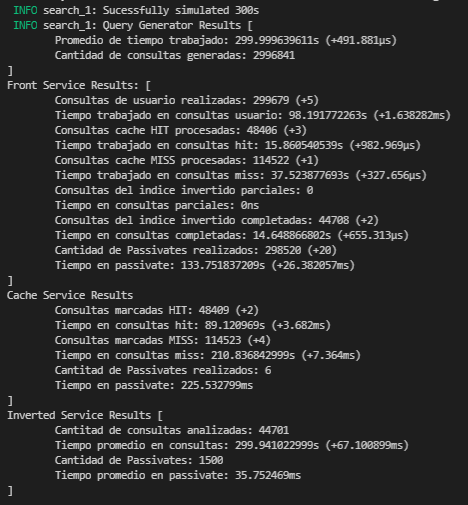 INFO search_1: Sucessfully simulated 300s
INFO search_1: Query Generator Results [
Promedio de tiempo trabajado: 299.999639611s (+491.881µs)
Cantidad de consultas generadas: 2996841
]
Front Service Results: [
Consultas de usuario realizadas: 299679 (+5)
Tiempo trabajado en consultas usuario: 98.191772263s (+1.638282ms)
Consultas cache HIT procesadas: 48406 (+3)
Tiempo trabajado en consultas hit: 15.860540539s (+982.969µs)
Consultas cache MISS procesadas: 114522 (+1)
Tiempo trabajado en consultas miss: 37.523877693s (+327.656µs)
Consultas del indice invertido parciales: 0
Tiempo en consultas parciales: 0ns
Consultas del indice invertido completadas: 44708 (+2)
Tiempo en consultas completadas: 14.648866802s (+655.313µs)
Cantidad de Passivates realizados: 298520 (+20)
Tiempo en passivate: 133.751837209s (+26.382057ms)
]
Cache Service Results
Consultas marcadas HIT: 48409 (+2)
Tiempo en consultas hit: 89.120969s (+3.682ms)
Consultas marcadas MISS: 114523 (+4)
Tiempo en consultas miss: 210.836842999s (+7.364ms)
Cantitad de Passivates realizados: 6
Tiempo en passivate: 225.532799ms
]
Inverted Service Results [
Cantitad de consultas analizadas: 44701
Tiempo promedio en consultas: 299.941022999s (+67.100899ms)
Cantidad de Passivates: 1500
Tiempo promedio en passivate: 35.752469ms
]